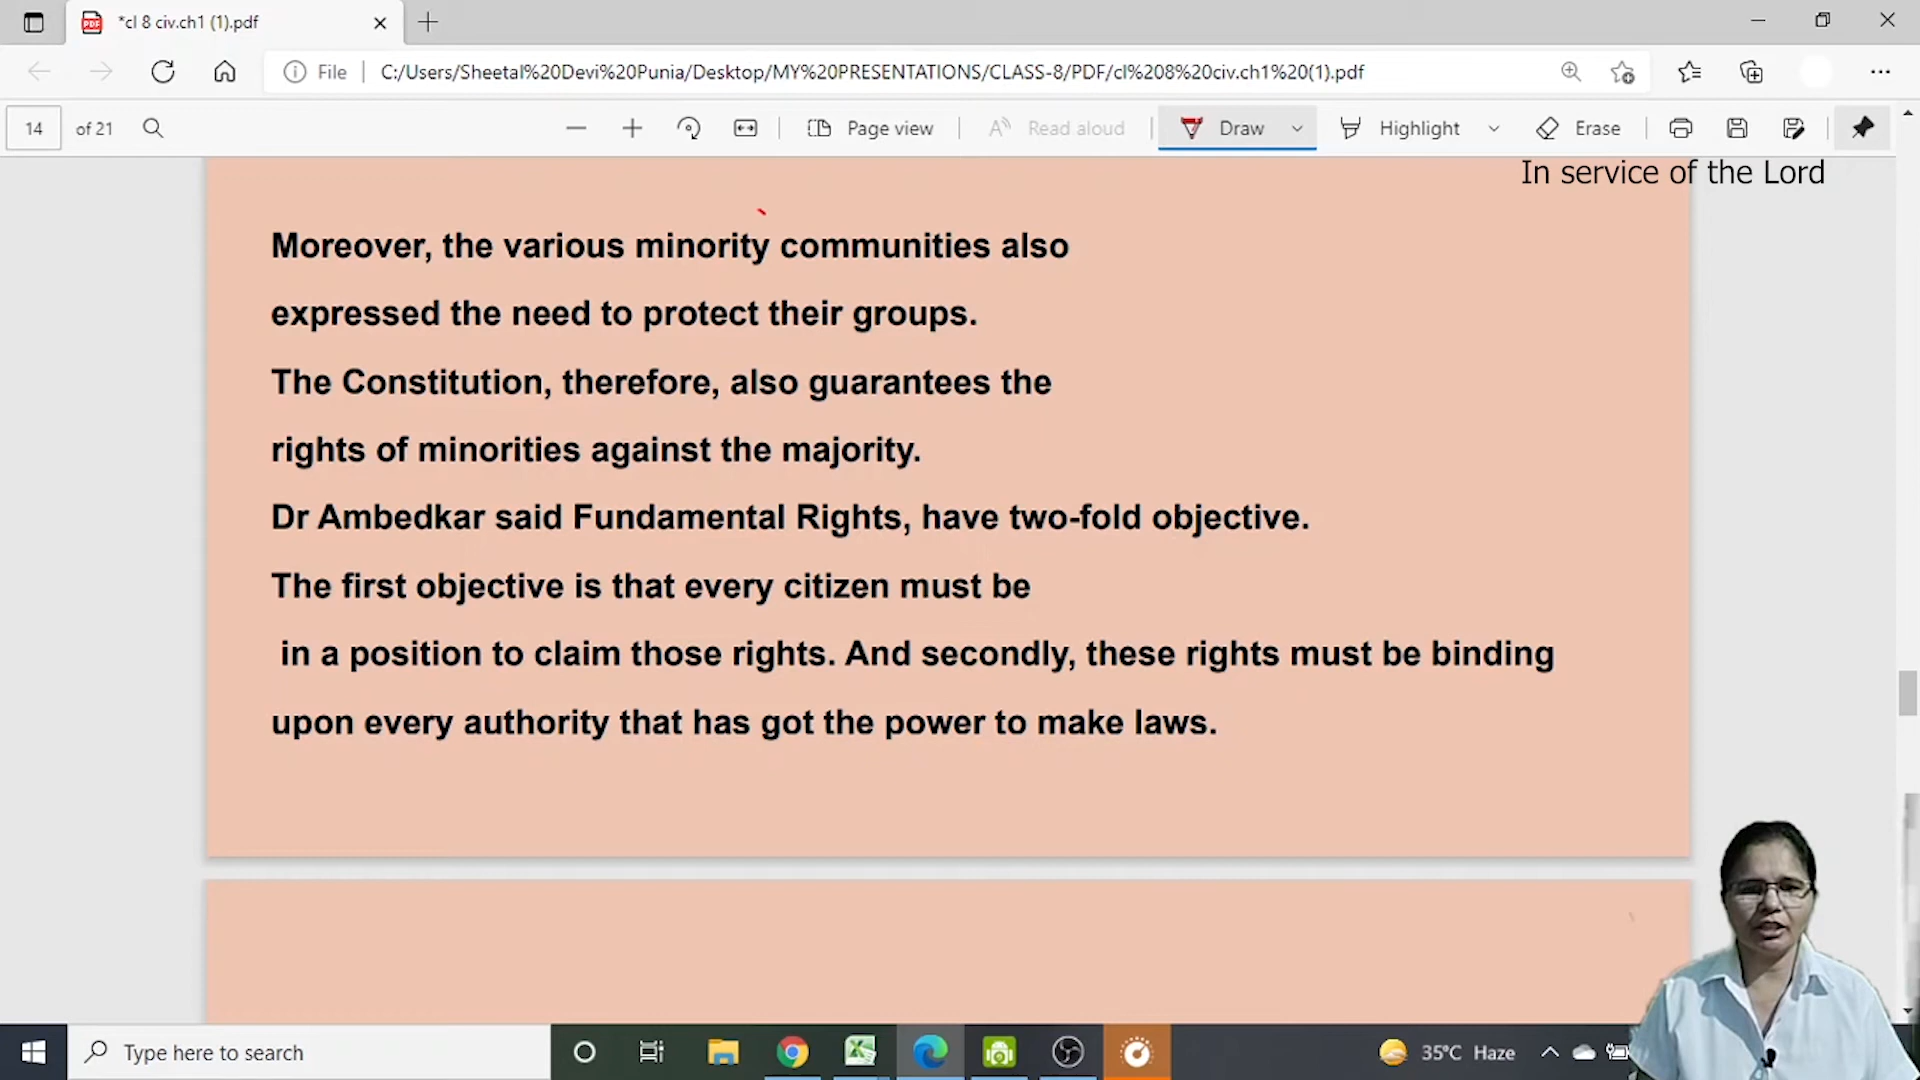 *cl 8 civ.ch1 (1).pdf
File
C:/Users/Sheetal%20Devi%20Punia/Desktop/MY%20PRESENTATIONS/CLASS-8/PDF/cl%208%20civ.ch1%20(1).pdf
14 of 21
Page view
Read aloud
Draw
Highlight
Erase
In service of the Lord
Moreover, the various minority communities also
expressed the need to protect their groups.
The Constitution, therefore, also guarantees the
rights of minorities against the majority.
Dr Ambedkar said Fundamental Rights, have two-fold objective.
The first objective is that every citizen must be
in a position to claim those rights. And secondly, these rights must be binding
upon every authority that has got the power to make laws.
Type here to search
35°C Haze